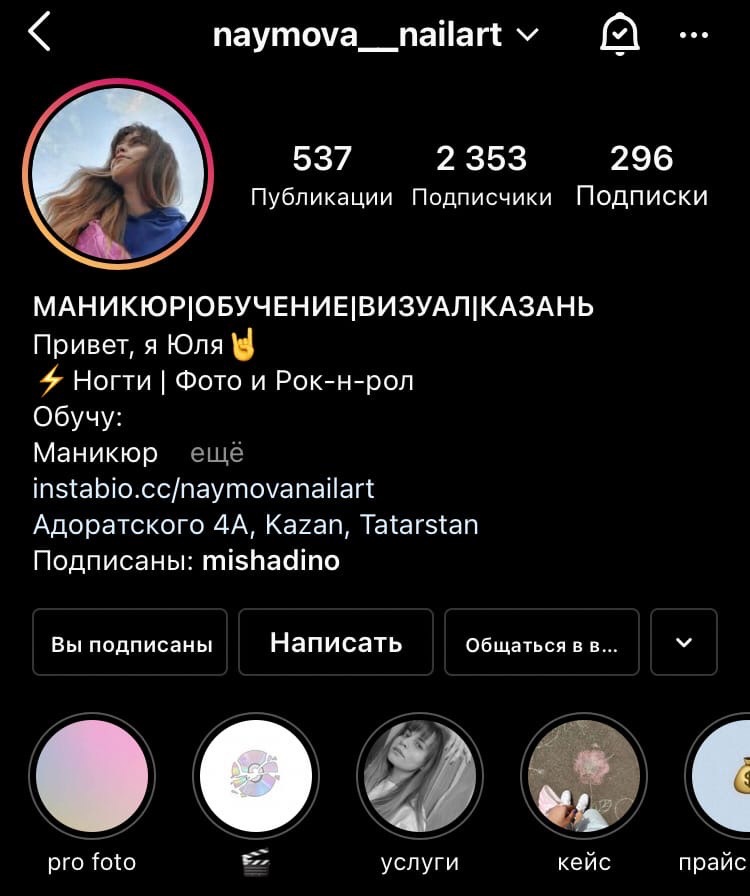 naymova__nailart
537 2 353 296
Публикации Подписчики Подписки
МАНИКЮР|ОБУЧЕНИЕ|ВИЗУАЛ|КАЗАНЬ
Привет, я Юля🤘
⚡ Ногти | Фото и Рок-н-рол
Обучу:
Маникюр ещё
instabio.cc/naymovanailart
Адоратского 4А, Kazan, Tatarstan
Подписаны: mishadino
Вы подписаны Написать Общаться в в...
pro foto 🎬 услуги кейс прайс